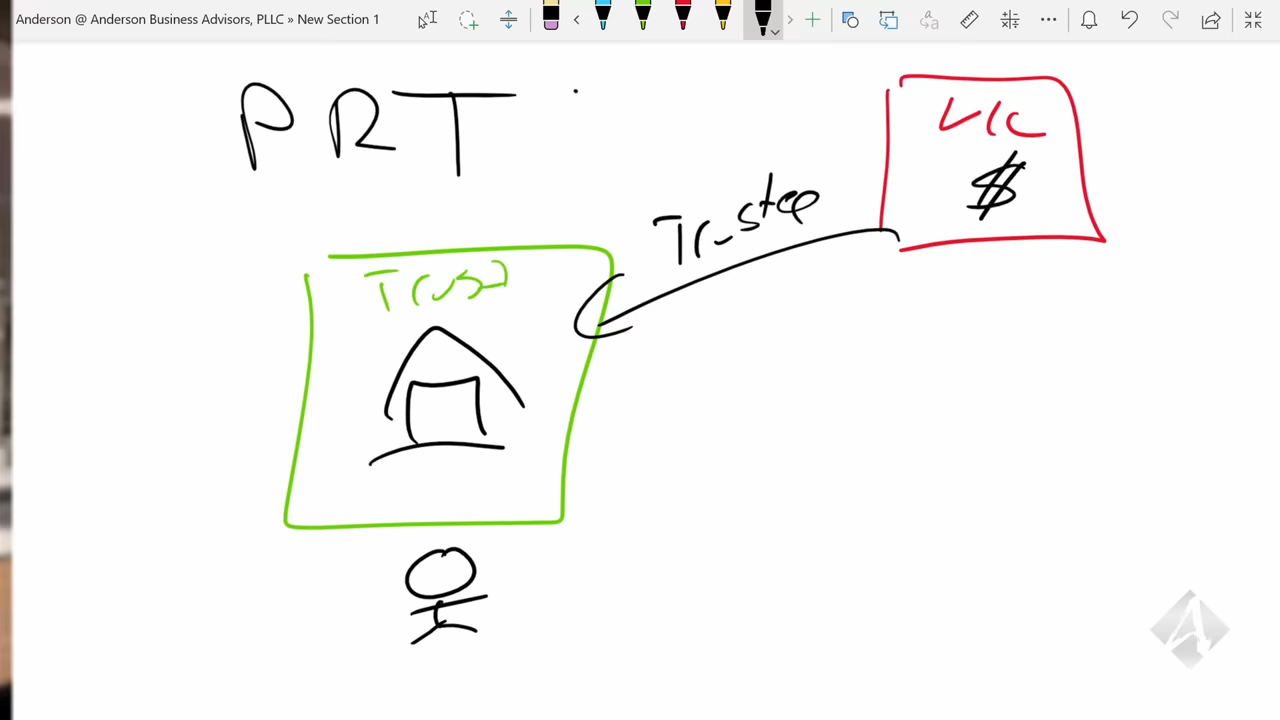 Anderson @ Anderson Business Advisors, PLLC » New Section 1
PRT
LLC
$
Trustee
Trust